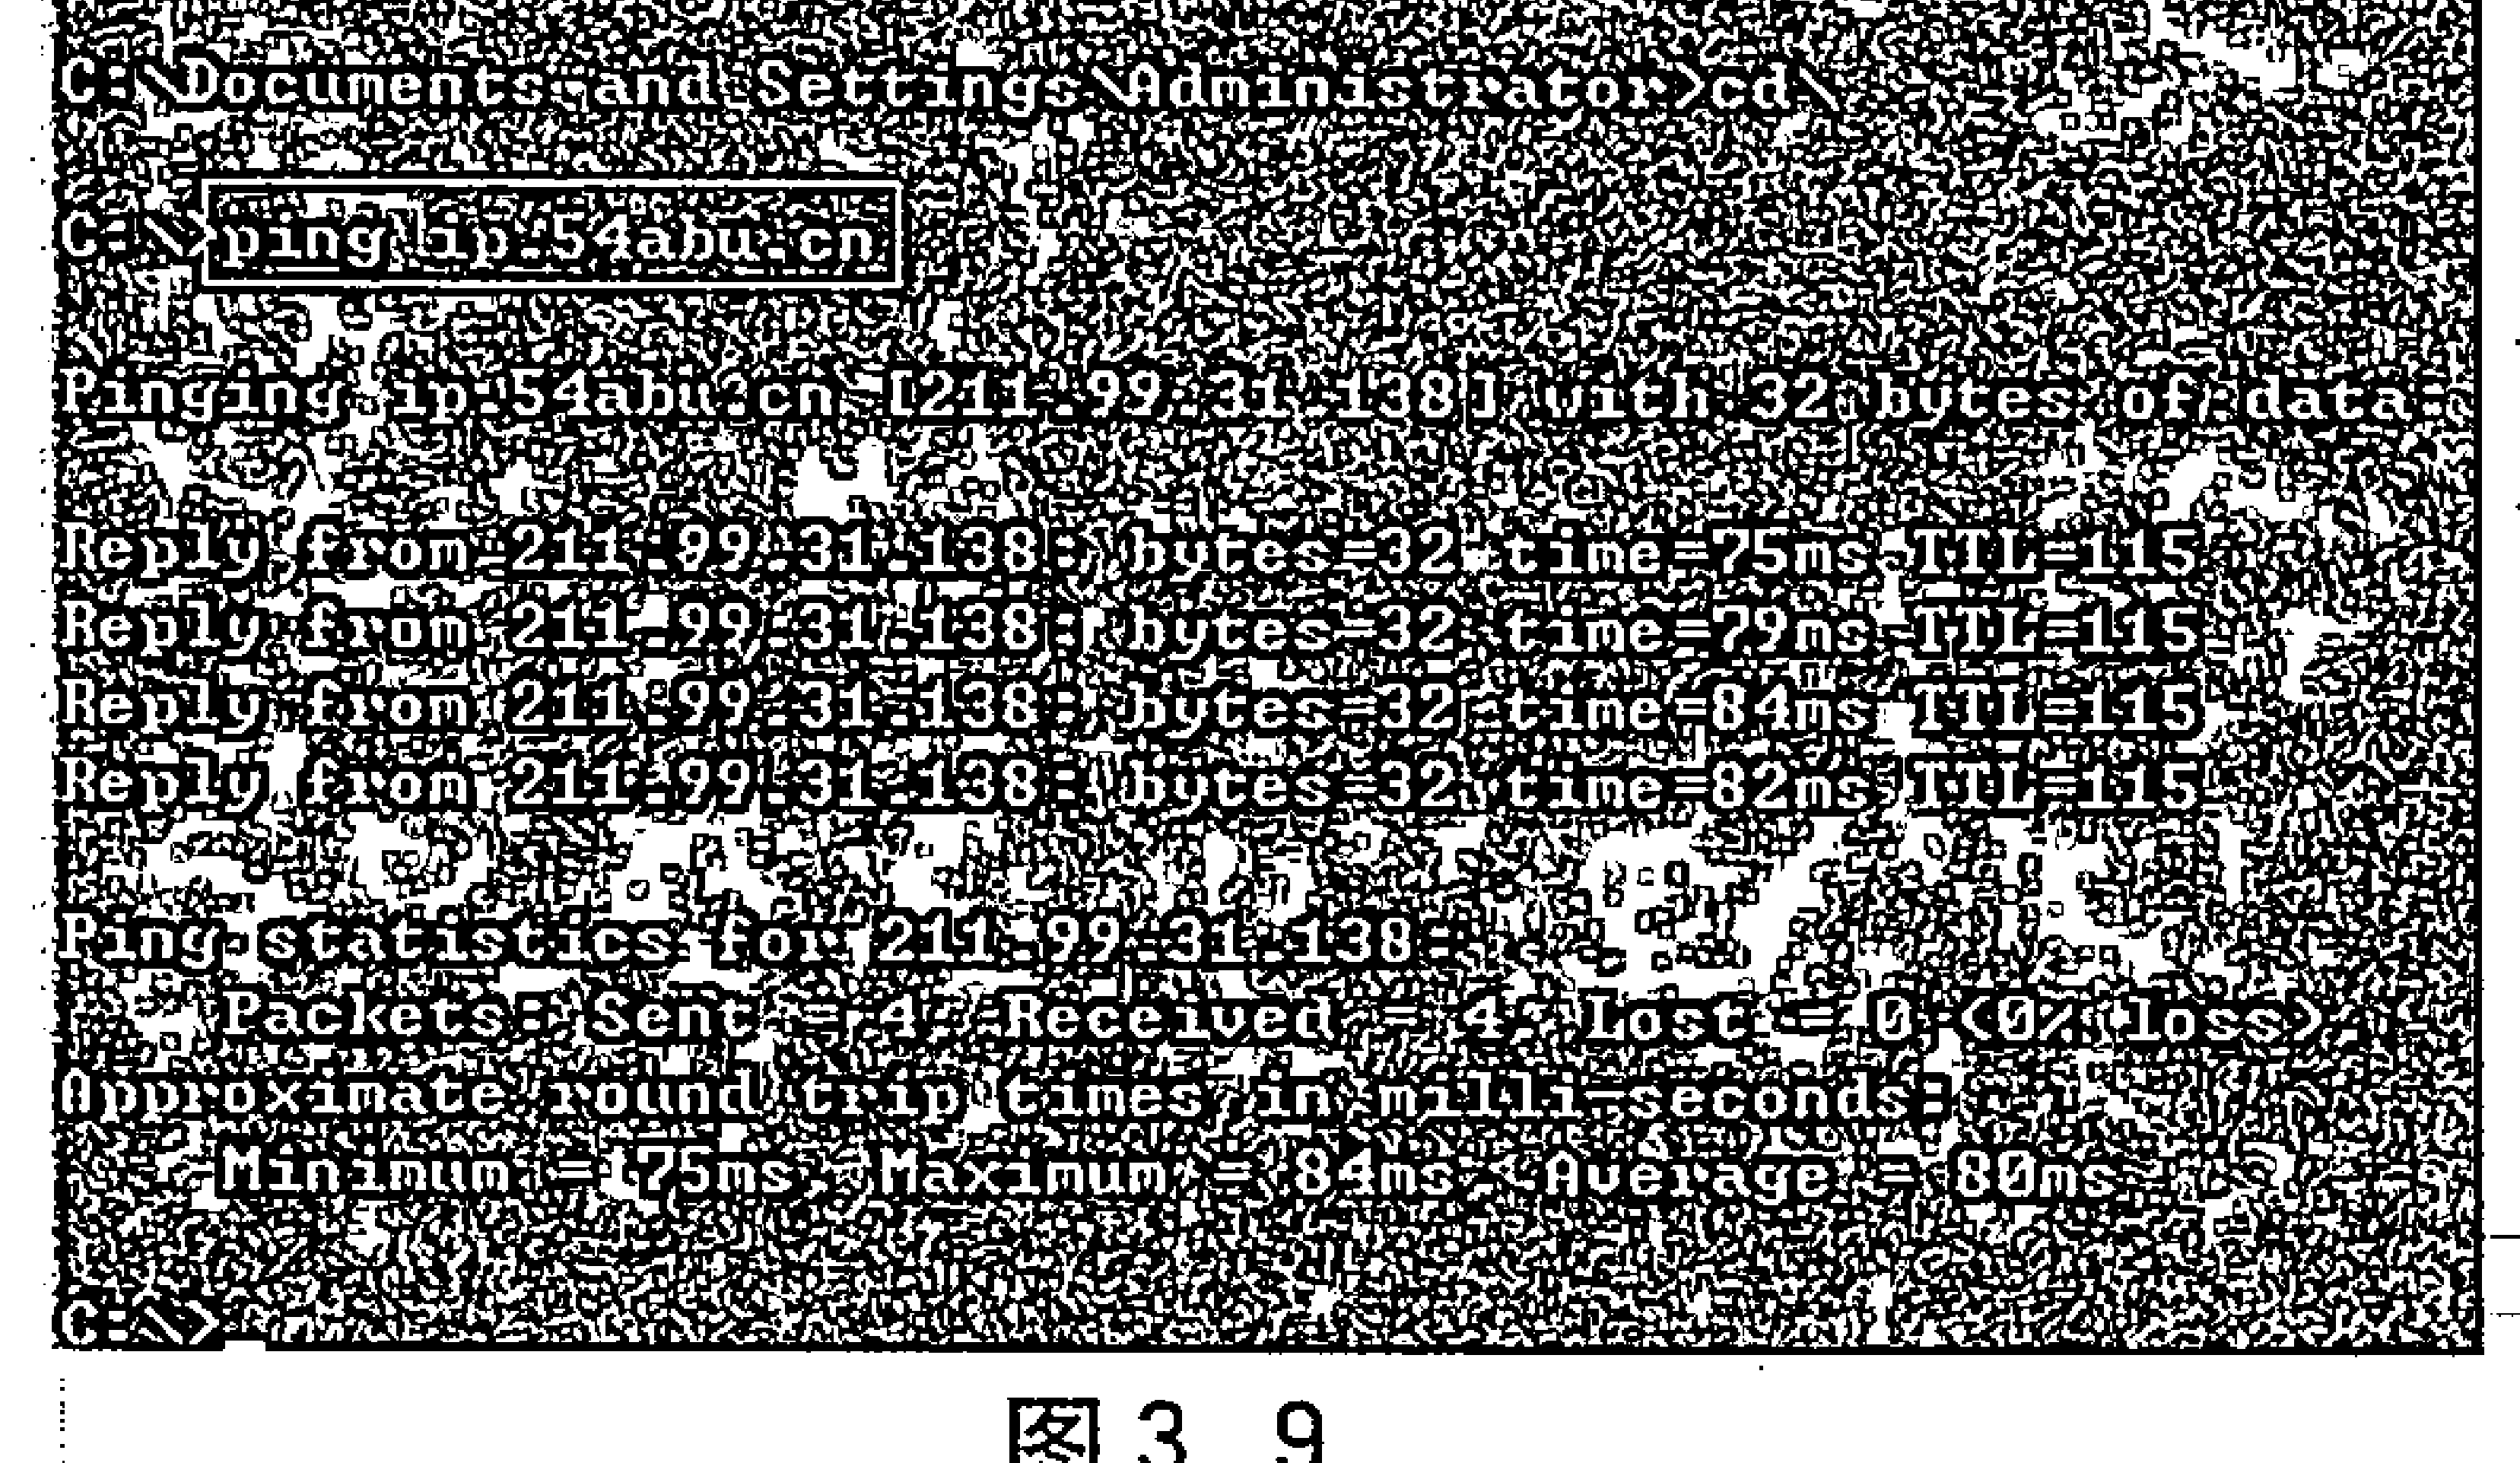 C:\Documents and Settings\Administrator>cd\
C:\>ping ip.54abu.cn
Pinging ip.54abu.cn [211.99.31.138] with 32 bytes of data:
Reply from 211.99.31.138: bytes=32 time=75ms TTL=115
Reply from 211.99.31.138: bytes=32 time=79ms TTL=115
Reply from 211.99.31.138: bytes=32 time=84ms TTL=115
Reply from 211.99.31.138: bytes=32 time=82ms TTL=115
Ping statistics for 211.99.31.138:
Packets: Sent = 4, Received = 4, Lost = 0 <0% loss>,
Approximate round trip times in milli-seconds:
Minimum = 75ms, Maximum = 84ms, Average = 80ms
C:\>
图3 9